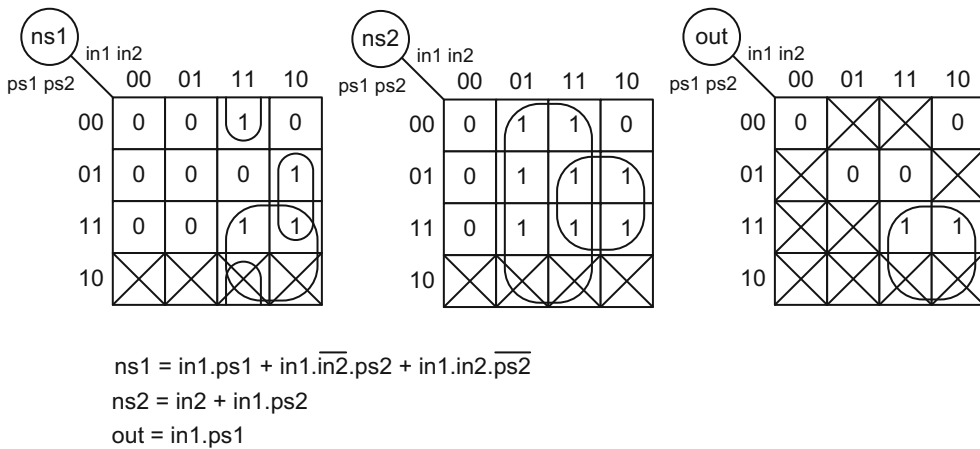 ns1 ns2 out
in1 in2 in1 in2 in1 in2
ps1 ps2 00 01 11 10 ps1 ps2 00 01 11 10 ps1 ps2 00 01 11 10
00 0 0 1 0 00 0 1 1 0 00 0 0
01 0 0 0 1 01 0 1 1 1 01 0 0
11 0 0 1 1 11 0 1 1 1 11 1 1
10 10 10
ns1 = in1.ps1 + in1.i̅n̅2̅.ps2 + in1.in2.p̅s̅2̅
ns2 = in2 + in1.ps2
out = in1.ps1